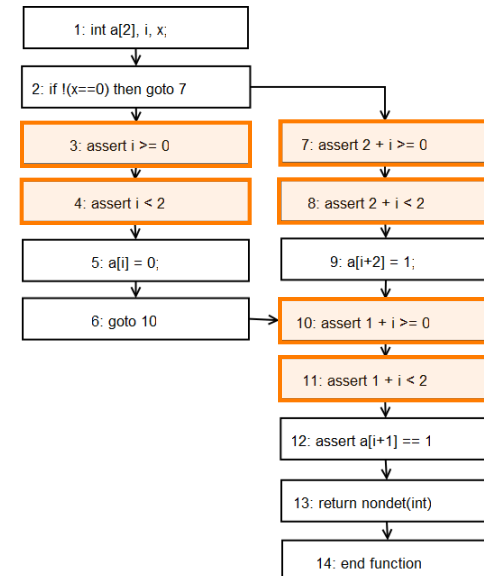 1: int a[2], i, x;
2: if !(x==0) then goto 7
3: assert i >= 0
4: assert i < 2
5: a[i] = 0;
6: goto 10
7: assert 2 + i >= 0
8: assert 2 + i < 2
9: a[i+2] = 1;
10: assert 1 + i >= 0
11: assert 1 + i < 2
12: assert a[i+1] == 1
13: return nondet(int)
14: end function